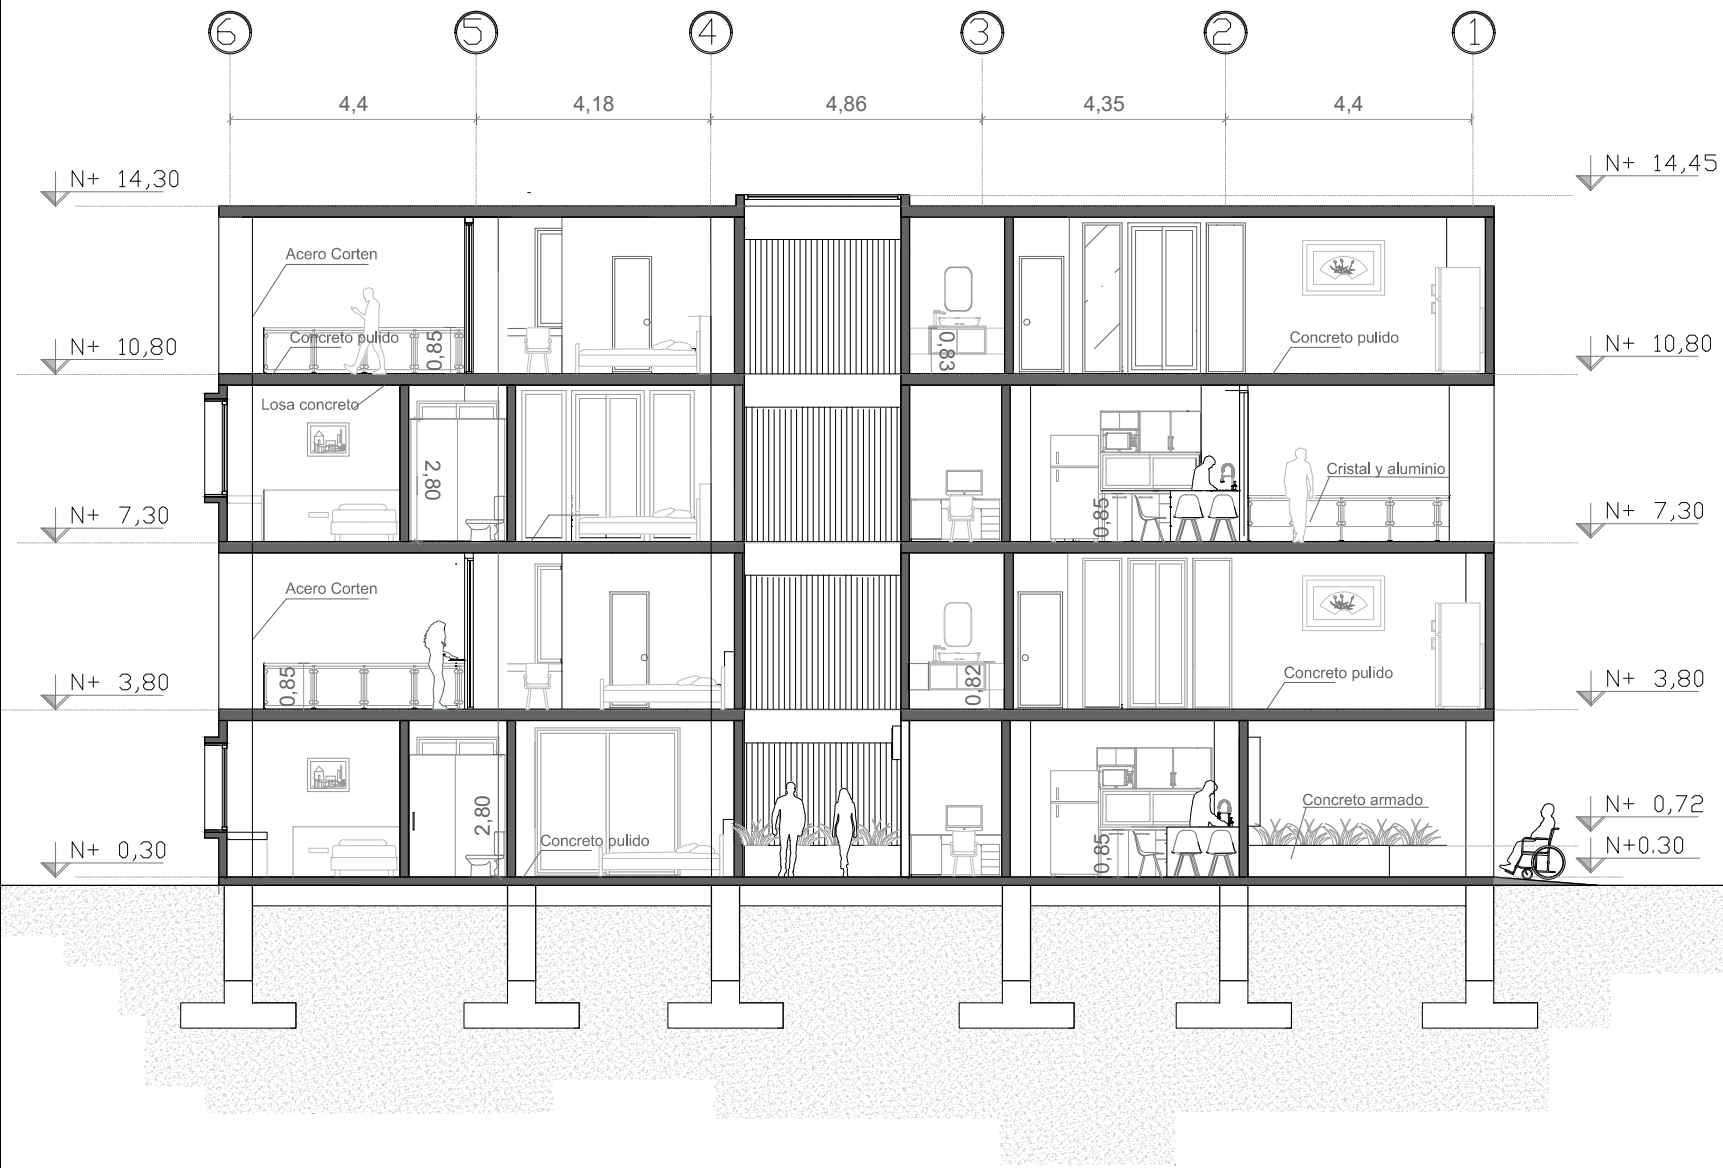 6 5 4 3 2 1
4,4 4,18 4,86 4,35 4,4
N+ 14,30
N+ 14,45
Acero Corten
Concreto pulido
0,85
0,83
Concreto pulido
N+ 10,80
N+ 10,80
Losa concreto
2,80
Cristal y aluminio
0,85
N+ 7,30
N+ 7,30
Acero Corten
0,85
0,82
Concreto pulido
N+ 3,80
N+ 3,80
2,80
Concreto pulido
0,85
Concreto armado
N+ 0,72
N+0.30
N+ 0,30